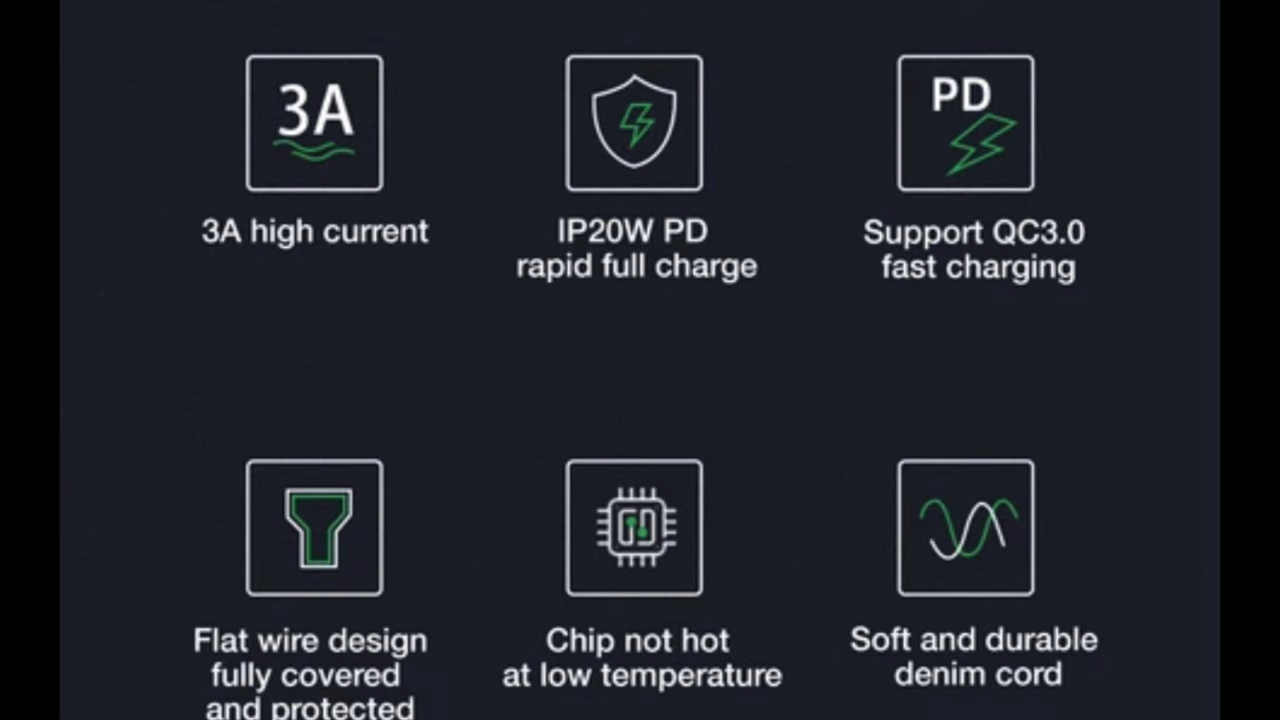 3A
PD
3A high current
IP20W PD
rapid full charge
Support QC3.0
fast charging
Flat wire design
fully covered
and protected
Chip not hot
at low temperature
Soft and durable
denim cord